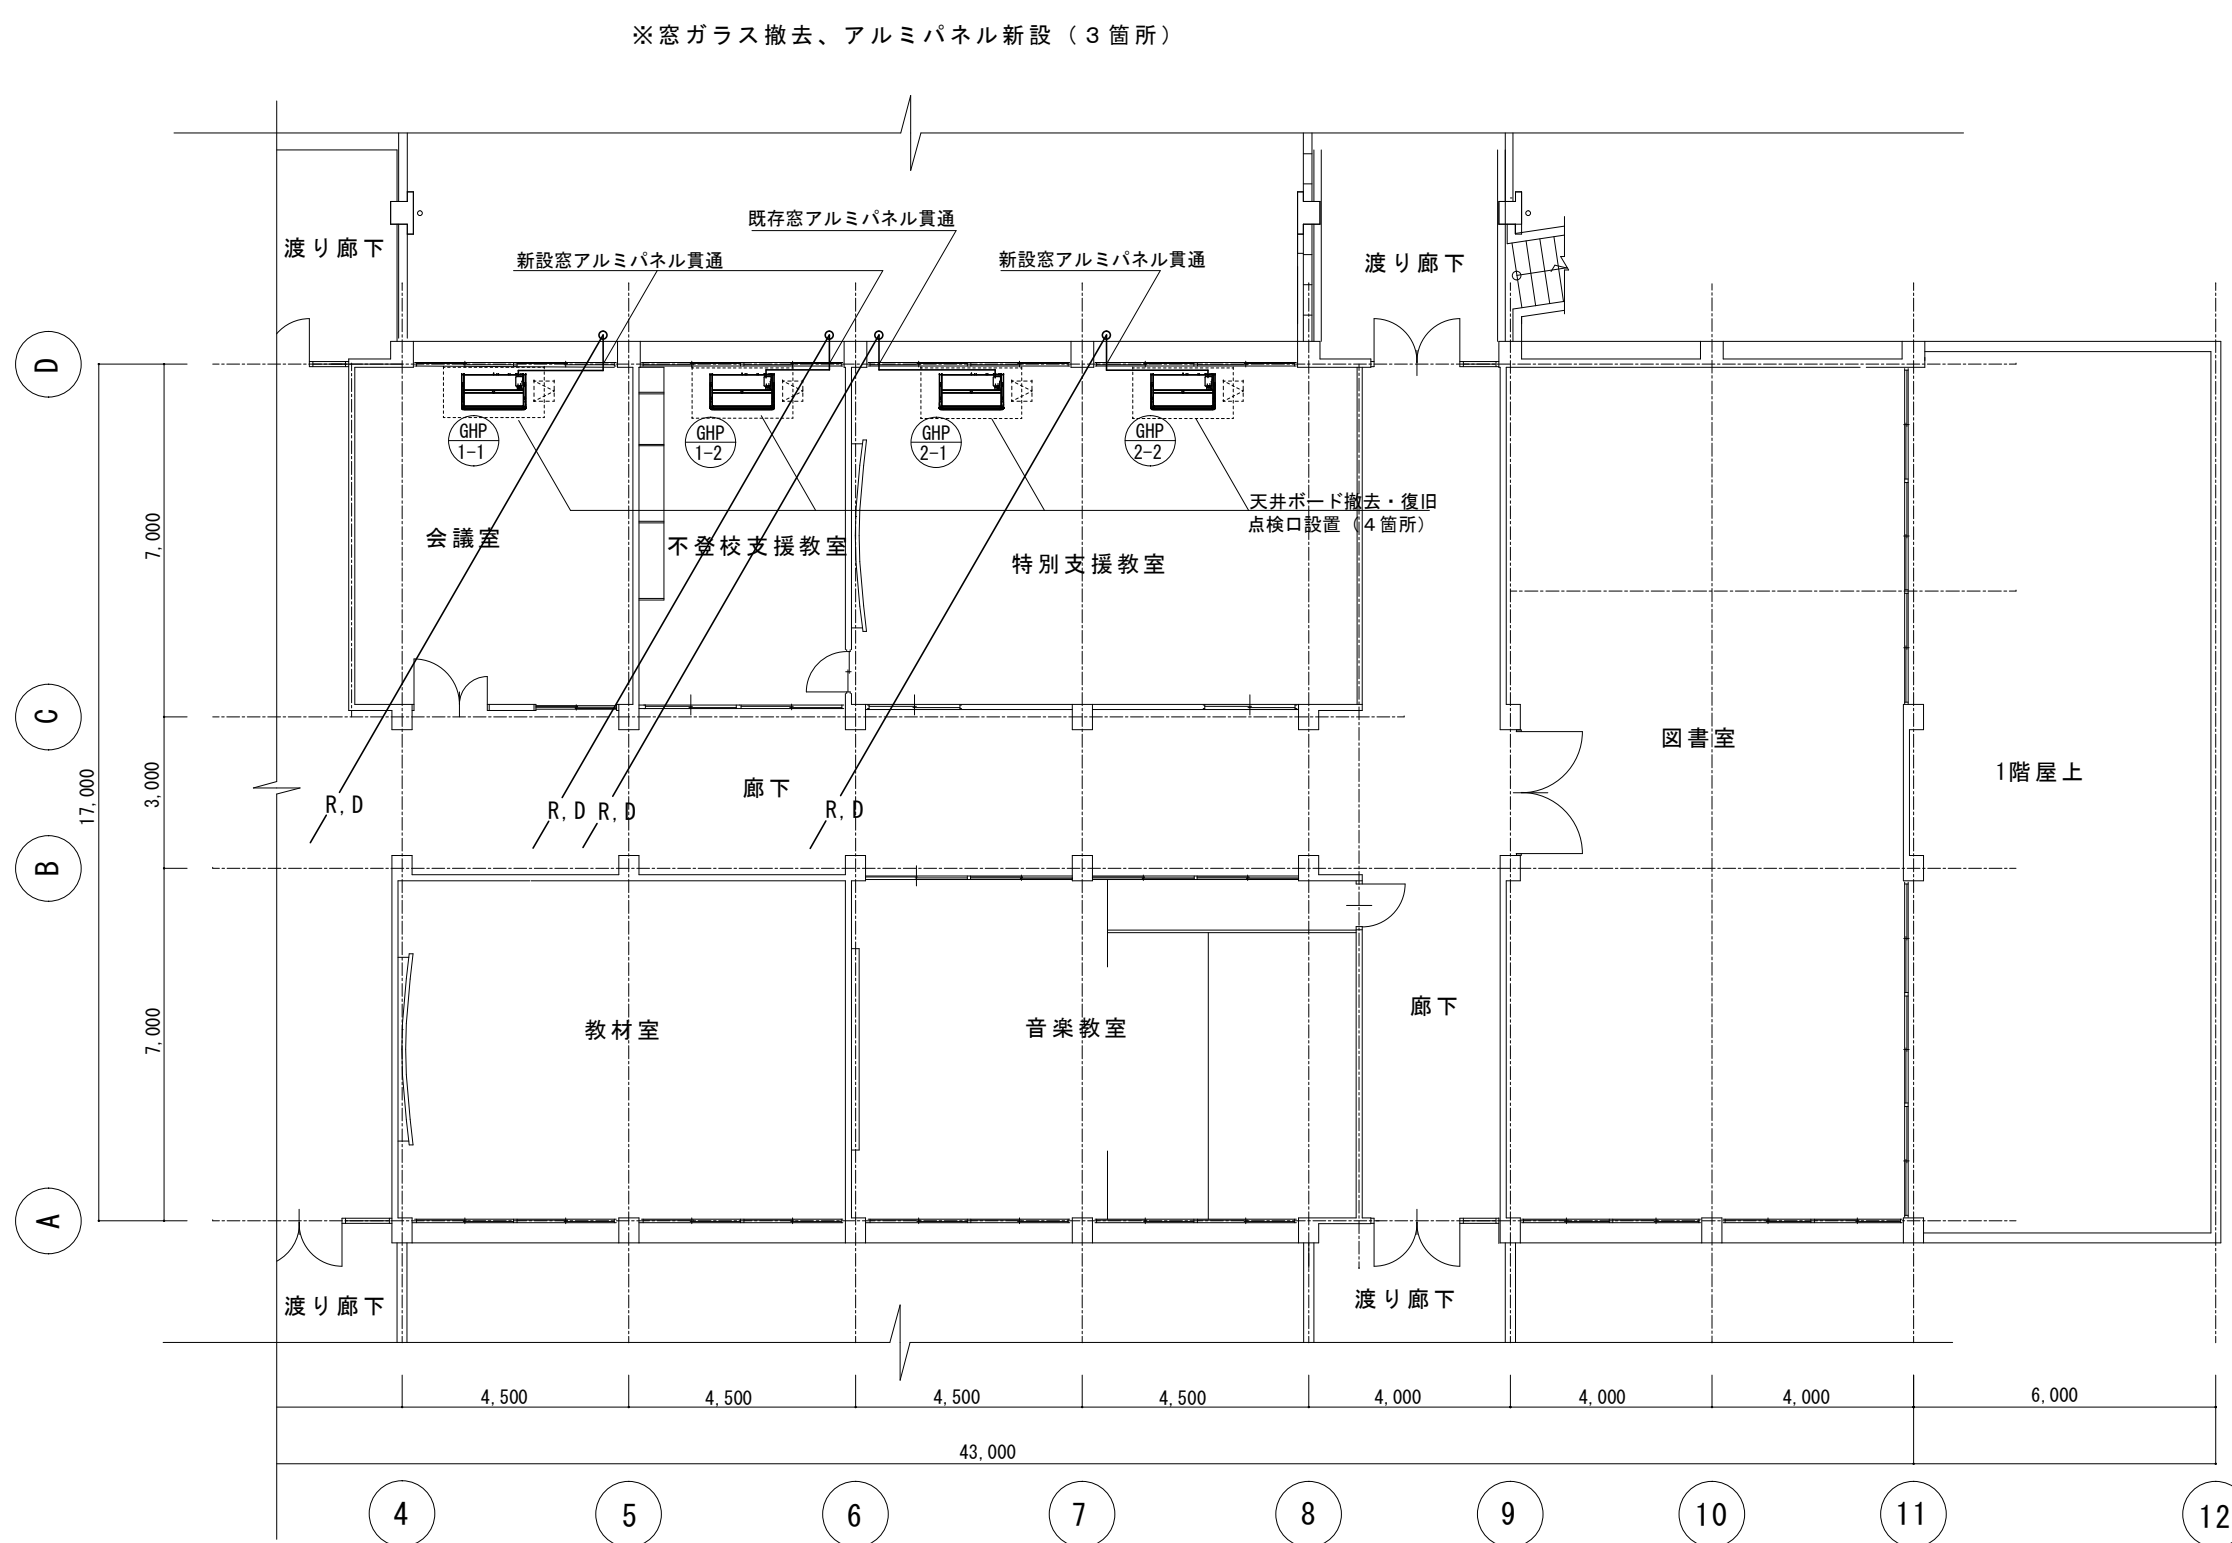 ※窓ガラス撤去、アルミパネル新設（３箇所）
既存窓アルミパネル貫通
新設窓アルミパネル貫通
新設窓アルミパネル貫通
渡り廊下
渡り廊下
D
GHP
1-1
GHP
1-2
GHP
2-1
GHP
2-2
天井ボード撤去・復旧
点検口設置（４箇所）
会議室
不登校支援教室
特別支援教室
7,000
C
図書室
1階屋上
17,000
3,000
廊下
R,D
R,D
R,D
R,D
B
7,000
教材室
音楽教室
廊下
A
渡り廊下
渡り廊下
4,500
4,500
4,500
4,500
4,000
4,000
4,000
6,000
43,000
4
5
6
7
8
9
10
11
12